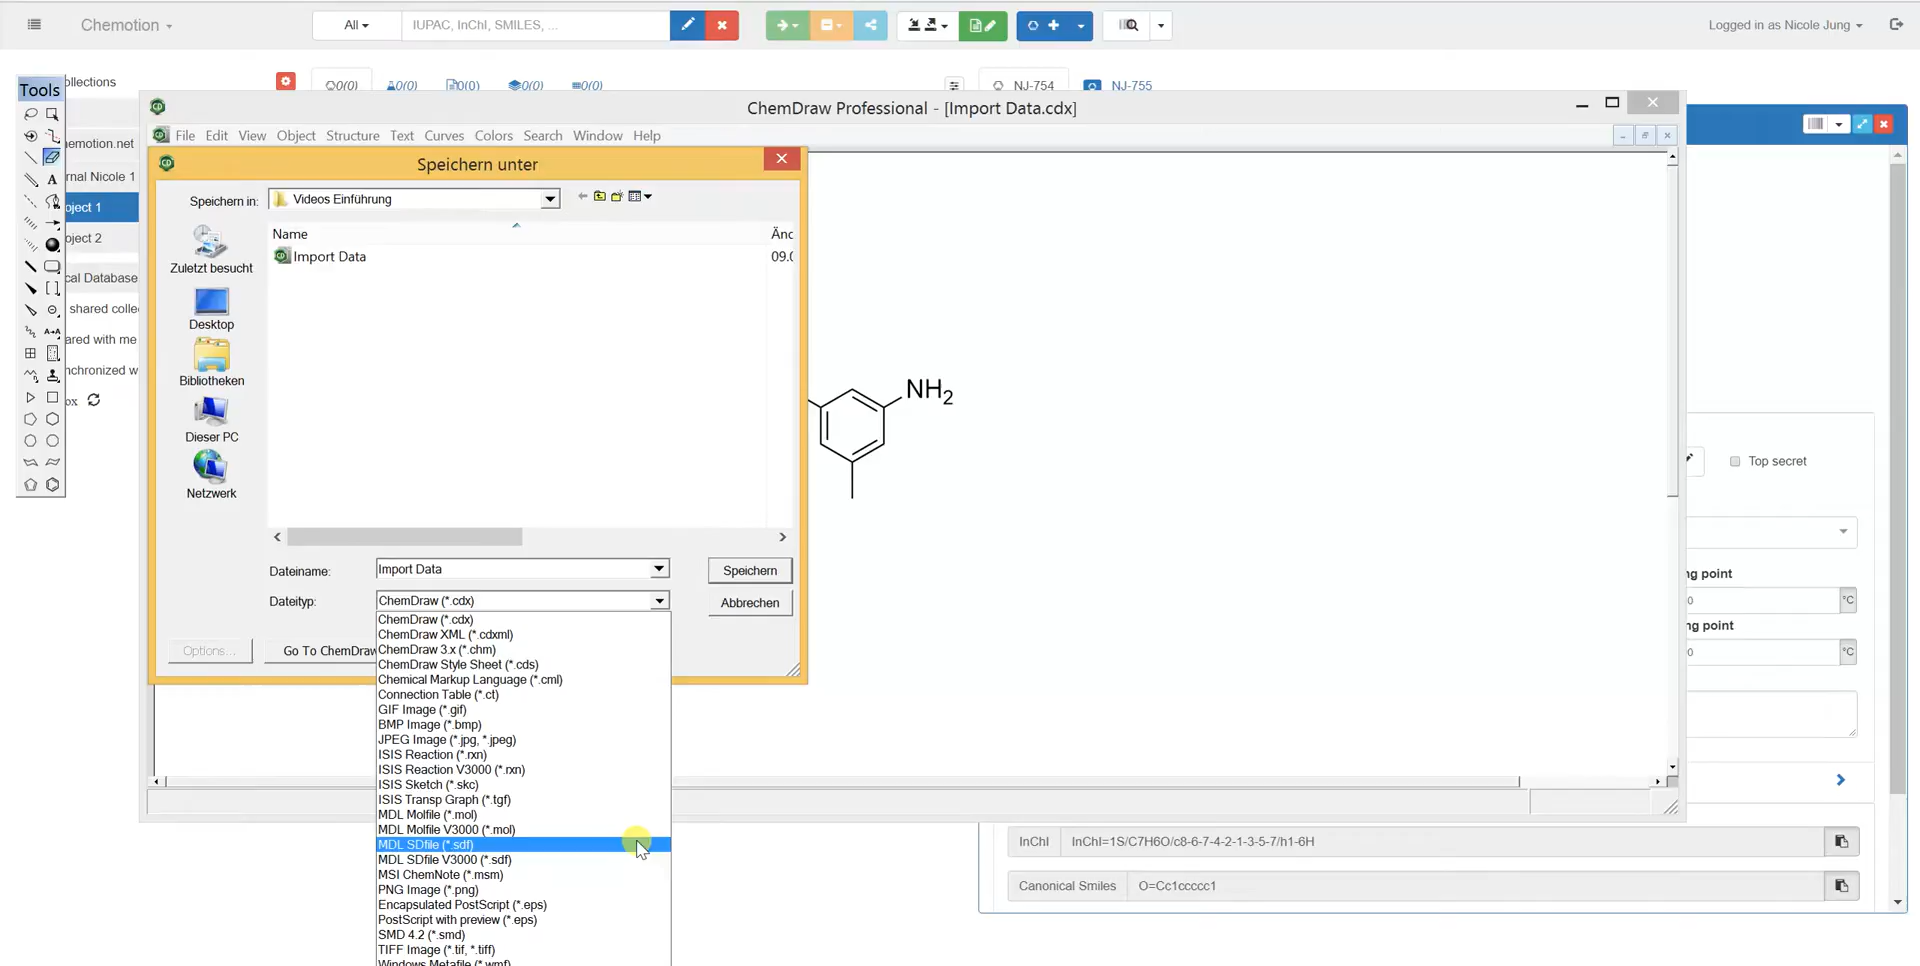 Chemotion
All
IUPAC, InChI, SMILES, ...
Logged in as Nicole Jung
Tools
ollections
0(0)
0(0)
0(0)
0(0)
0(0)
NJ-754
NJ-755
ChemDraw Professional - [Import Data.cdx]
File Edit View Object Structure Text Curves Colors Search Window Help
emotion.net
rnal Nicole 1
oject 1
oject 2
cal Database
shared colle
ared with me
nchronized w
ox
A
Speichern unter
Speichern in:
Videos Einführung
Name
Änd
Import Data
09.0
Zuletzt besucht
Desktop
Bibliotheken
Dieser PC
Netzwerk
Dateiname:
Import Data
Speichern
Dateityp:
ChemDraw (*.cdx)
Abbrechen
Options...
Go To ChemDraw
ChemDraw (*.cdx)
ChemDraw XML (*.cdxml)
ChemDraw 3.x (*.chm)
ChemDraw Style Sheet (*.cds)
Chemical Markup Language (*.cml)
Connection Table (*.ct)
GIF Image (*.gif)
BMP Image (*.bmp)
JPEG Image (*.jpg, *.jpeg)
ISIS Reaction (*.rxn)
ISIS Reaction V3000 (*.rxn)
ISIS Sketch (*.skc)
ISIS Transp Graph (*.tgf)
MDL Molfile (*.mol)
MDL Molfile V3000 (*.mol)
MDL SDfile (*.sdf)
MDL SDfile V3000 (*.sdf)
MSI ChemNote (*.msm)
PNG Image (*.png)
Encapsulated PostScript (*.eps)
PostScript with preview (*.eps)
SMD 4.2 (*.smd)
TIFF Image (*.tif, *.tiff)
Windows Metafile (*.wmf)
NH2
Top secret
ng point
0
°C
ng point
0
°C
InChI
InChI=1S/C7H6O/c8-6-7-4-2-1-3-5-7/h1-6H
Canonical Smiles
O=Cc1ccccc1